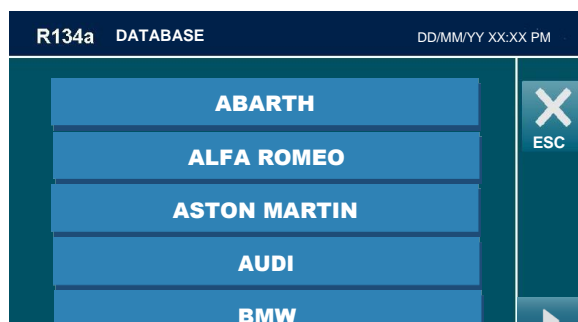 R134a DATABASE DD/MM/YY XX:XX PM
ABARTH
ESC
ALFA ROMEO
ASTON MARTIN
AUDI
BMW